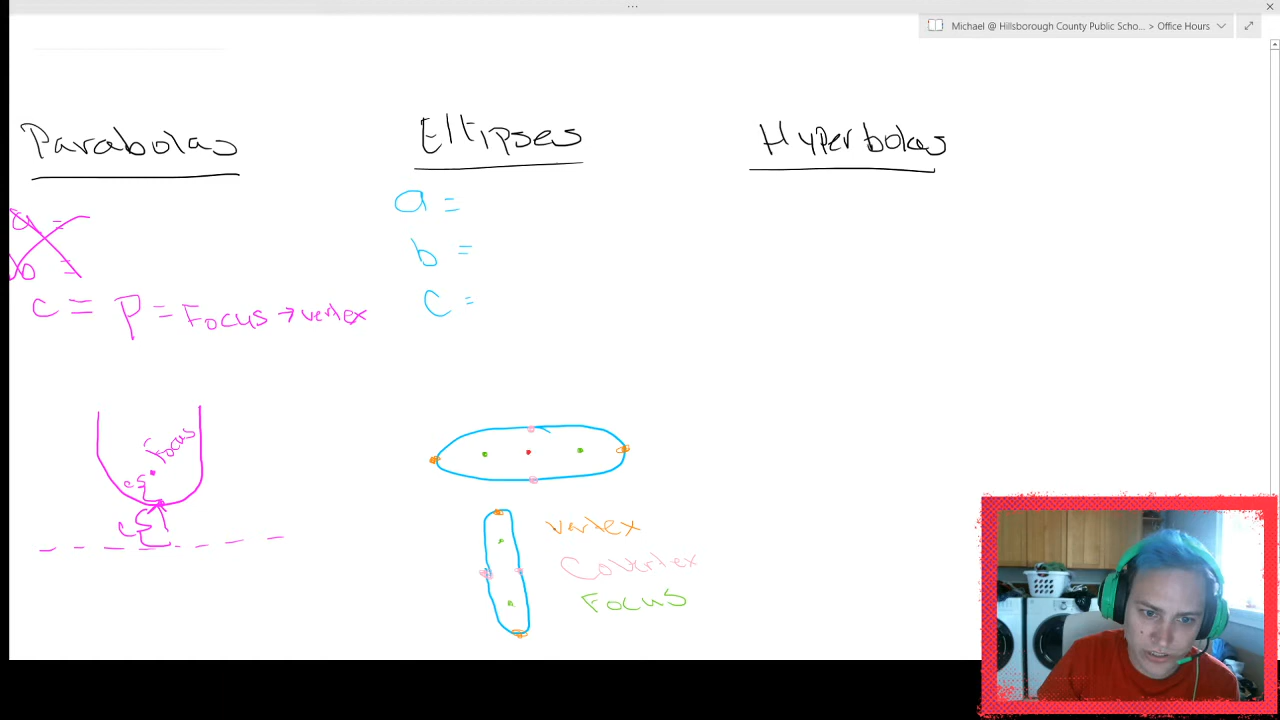 ...
Michael @ Hillsborough County Public Scho... > Office Hours
Parabolas
Ellipses
Hyperbolas
a =
b =
c = P = Focus → vertex
a =
b =
c =
Focus
c
c
vertex
Covertex
Focus